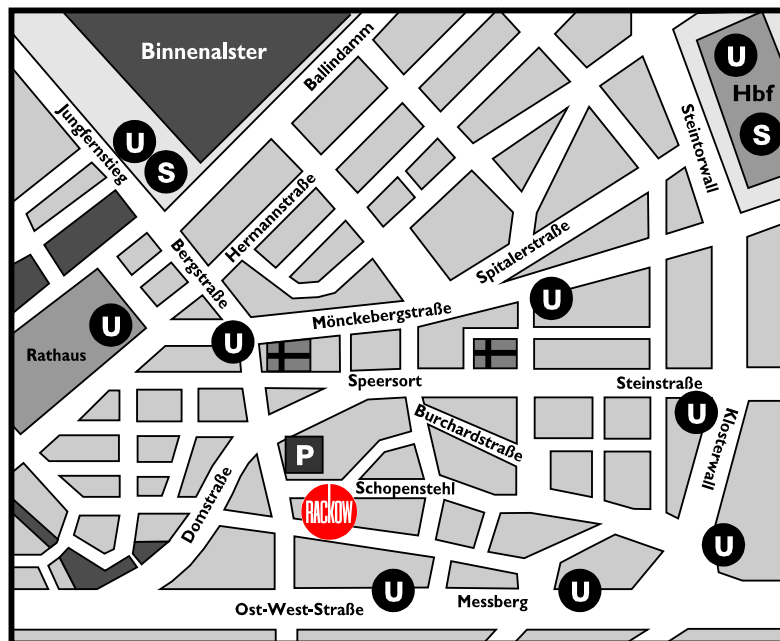 Binnenalster
Ballindamm
U
Hbf
S
Jungfernstieg
U
S
Steintorwall
Hermannstraße
Bergstraße
Spitalerstraße
U
U
Mönckebergstraße
U
Rathaus
Speersort
Steinstraße
U
Klosterwall
Burchardstraße
P
Domstraße
Schopenstehl
RACKOW
U
U
U
Ost-West-Straße
Messberg